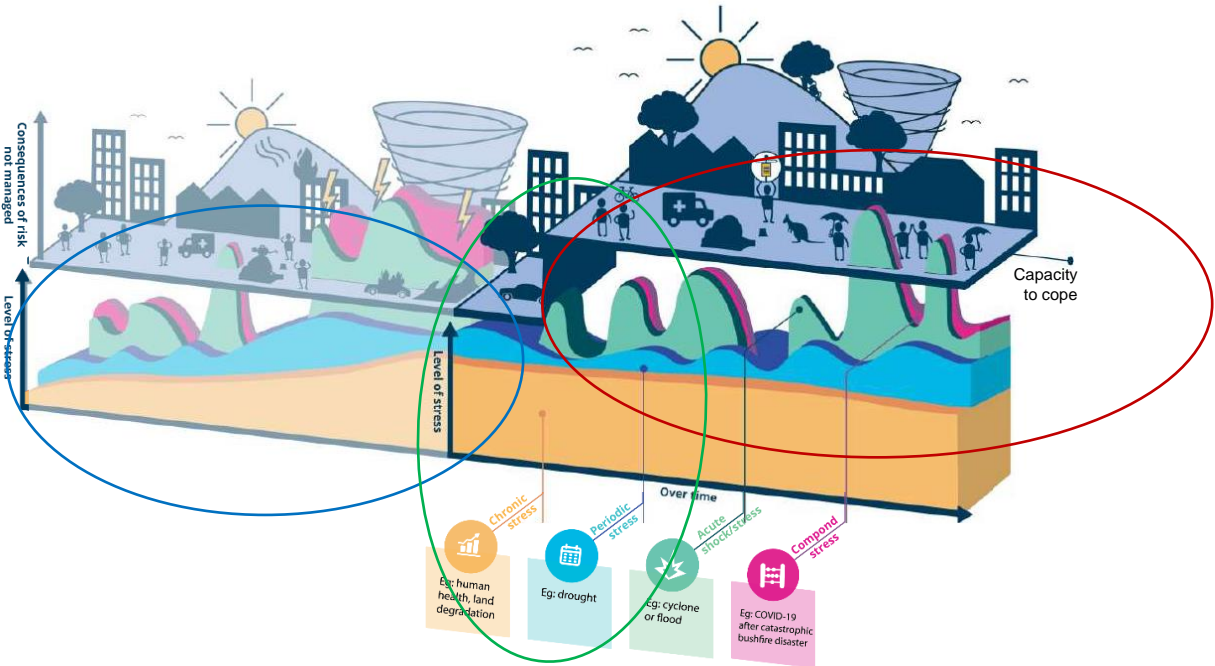 Consequences of risk
not managed
Level of stress
Capacity
to cope
Level of stress
Over time
Chronic
stress
Periodic
stress
Acute
shock/stress
Compond
stress
Eg: human
health, land
degradation
Eg: drought
Eg: cyclone
or flood
Eg: COVID-19
after catastrophic
bushfire disaster